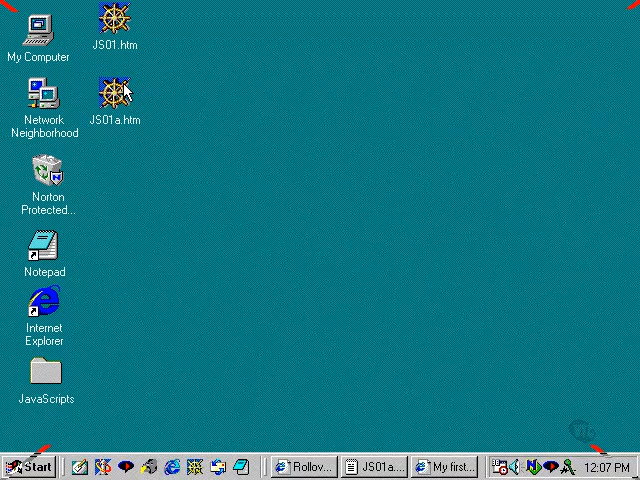 My Computer
JS01.htm
Network
Neighborhood
JS01a.htm
Norton
Protected...
Notepad
Internet
Explorer
JavaScripts
Start
Rollov...
JS01a....
My first...
12:07 PM